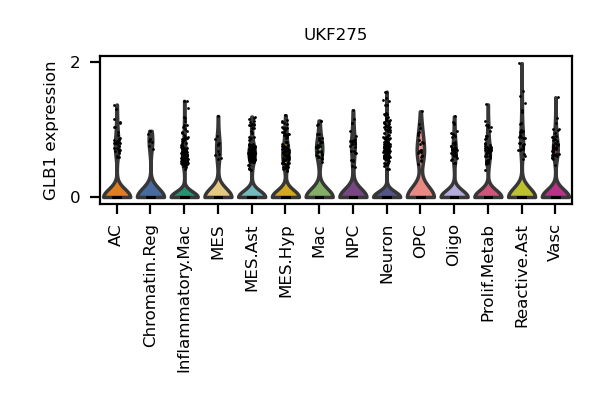 UKF275
GLB1 expression
2
0
AC
Chromatin.Reg
Inflammatory.Mac
MES
MES.Ast
MES.Hyp
Mac
NPC
Neuron
OPC
Oligo
Prolif.Metab
Reactive.Ast
Vasc